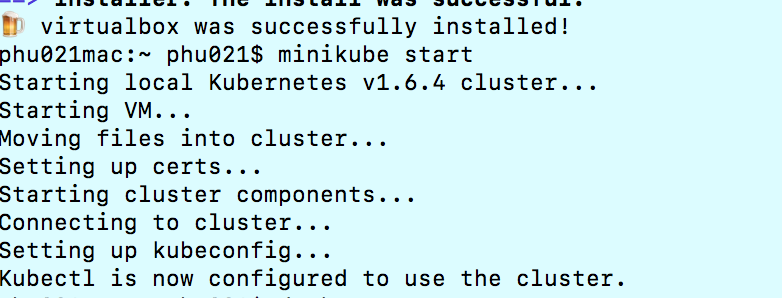 ==> installer: The install was successful.
🍺 virtualbox was successfully installed!
phu021mac:~ phu021$ minikube start
Starting local Kubernetes v1.6.4 cluster...
Starting VM...
Moving files into cluster...
Setting up certs...
Starting cluster components...
Connecting to cluster...
Setting up kubeconfig...
Kubectl is now configured to use the cluster.